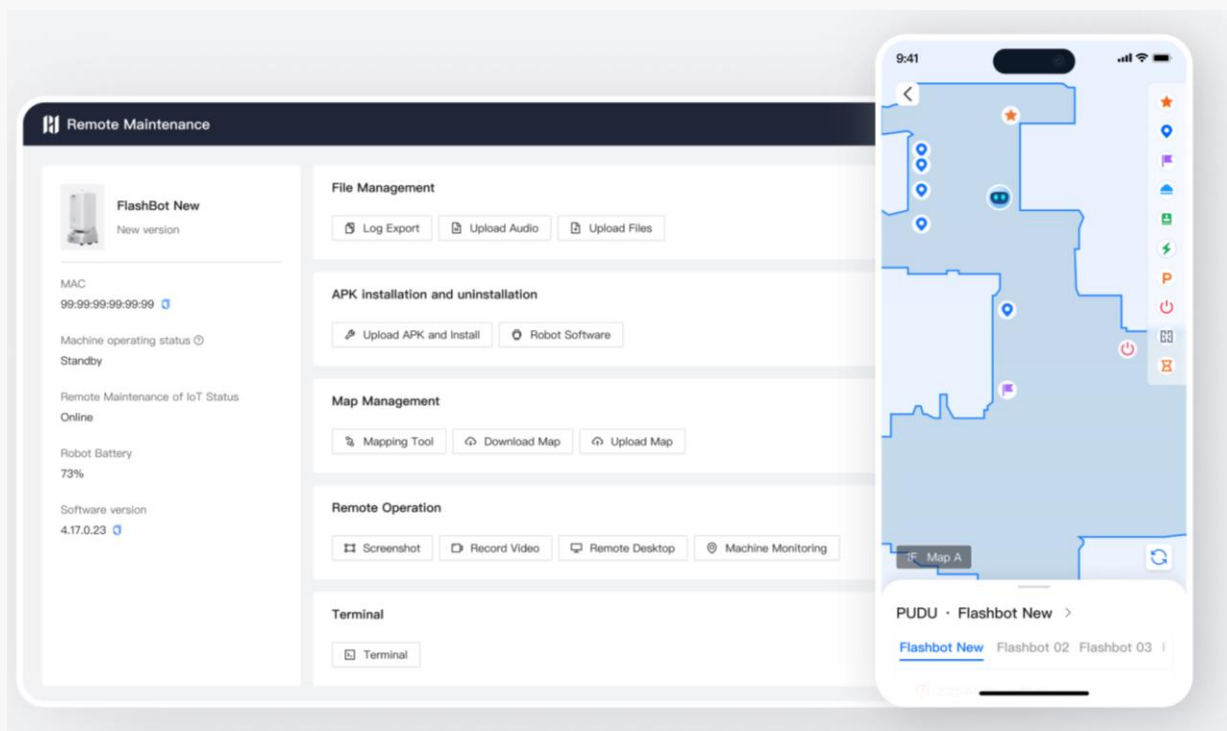 Remote Maintenance
FlashBot New
New version
MAC
99:99:99:99:99:99
Machine operating status
Standby
Remote Maintenance of IoT Status
Online
Robot Battery
73%
Software version
4.17.0.23
File Management
Log Export
Upload Audio
Upload Files
APK installation and uninstallation
Upload APK and Install
Robot Software
Map Management
Mapping Tool
Download Map
Upload Map
Remote Operation
Screenshot
Record Video
Remote Desktop
Machine Monitoring
Terminal
Terminal
9:41
P
Map A
PUDU · Flashbot New
Flashbot New Flashbot 02 Flashbot 03